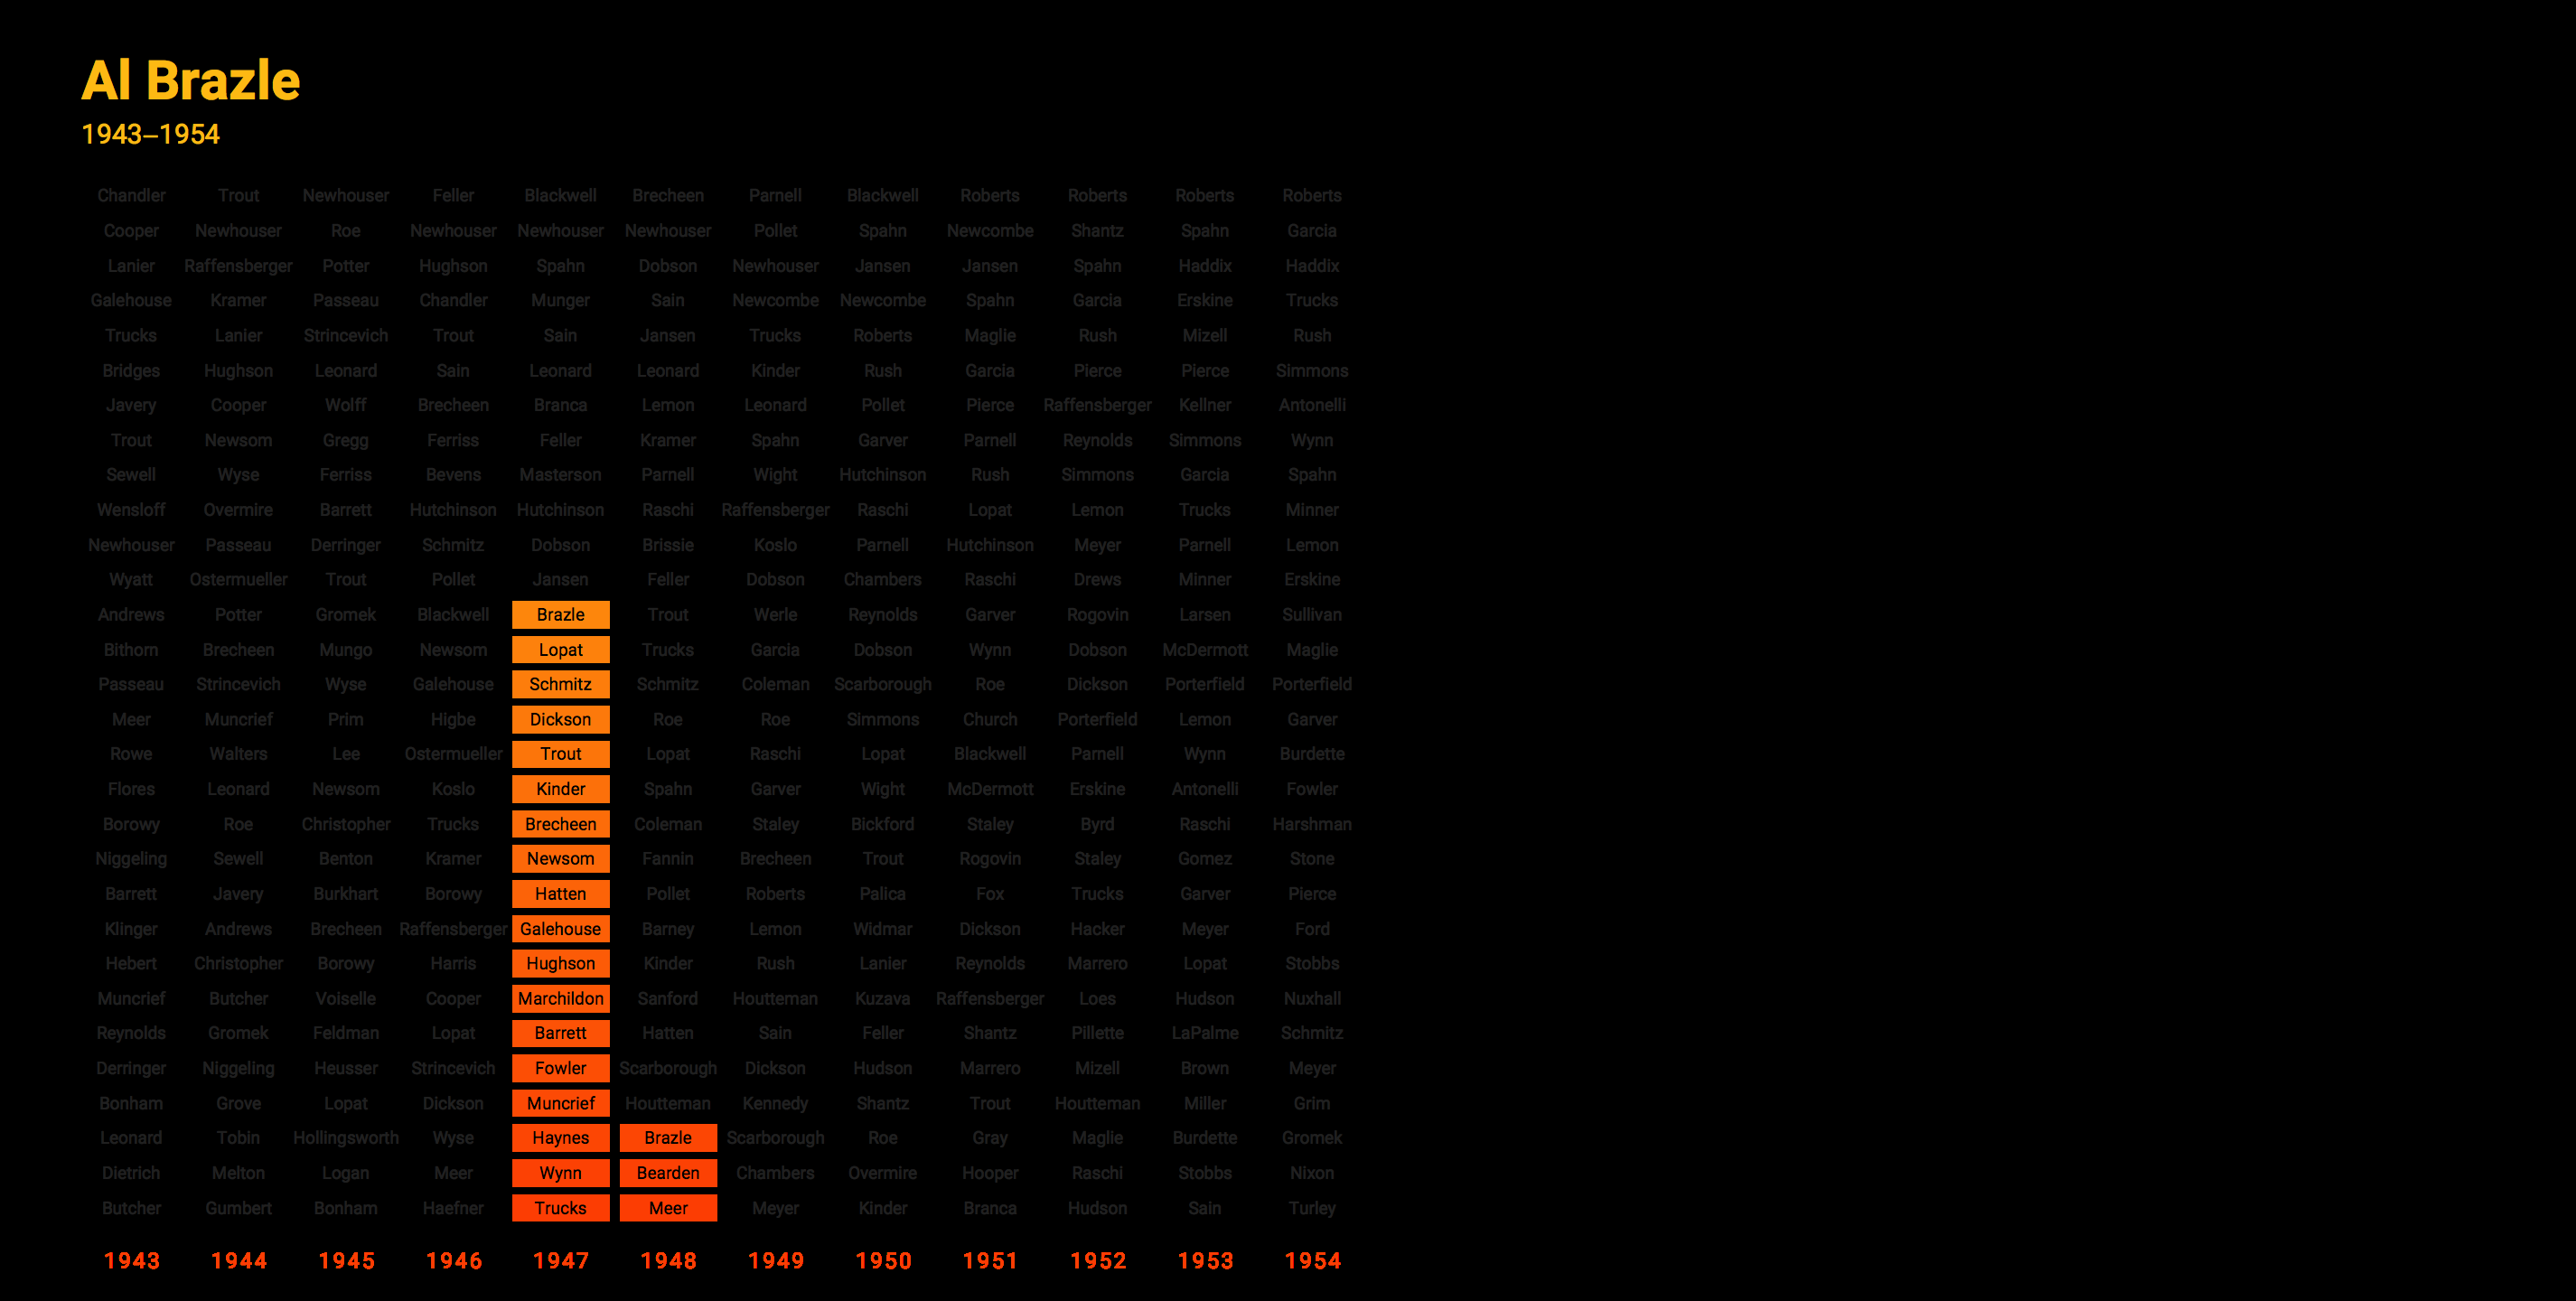 Al Brazle
1943–1954
Chandler Trout Newhouser Feller Blackwell Brecheen Parnell Blackwell Roberts Roberts Roberts Roberts
Cooper Newhouser Roe Newhouser Newhouser Newhouser Pollet Spahn Newcombe Shantz Spahn Garcia
Lanier Raffensberger Potter Hughson Spahn Dobson Newhouser Jansen Jansen Spahn Haddix Haddix
Galehouse Kramer Passeau Chandler Munger Sain Newcombe Newcombe Spahn Garcia Erskine Trucks
Trucks Lanier Strincevich Trout Sain Jansen Trucks Roberts Maglie Rush Mizell Rush
Bridges Hughson Leonard Sain Leonard Leonard Kinder Rush Garcia Pierce Pierce Simmons
Javery Cooper Wolff Brecheen Branca Lemon Leonard Pollet Pierce Raffensberger Kellner Antonelli
Trout Newsom Gregg Ferriss Feller Kramer Spahn Garver Parnell Reynolds Simmons Wynn
Sewell Wyse Ferriss Bevens Masterson Parnell Wight Hutchinson Rush Simmons Garcia Spahn
Wensloff Overmire Barrett Hutchinson Hutchinson Raschi Raffensberger Raschi Lopat Lemon Trucks Minner
Newhouser Passeau Derringer Schmitz Dobson Brissie Koslo Parnell Hutchinson Meyer Parnell Lemon
Wyatt Ostermueller Trout Pollet Jansen Feller Dobson Chambers Raschi Drews Minner Erskine
Andrews Potter Gromek Blackwell Brazle Trout Werle Reynolds Garver Rogovin Larsen Sullivan
Bithorn Brecheen Mungo Newsom Lopat Trucks Garcia Dobson Wynn Dobson McDermott Maglie
Passeau Strincevich Wyse Galehouse Schmitz Schmitz Coleman Scarborough Roe Dickson Porterfield Porterfield
Meer Muncrief Prim Higbe Dickson Roe Roe Simmons Church Porterfield Lemon Garver
Rowe Walters Lee Ostermueller Trout Lopat Raschi Lopat Blackwell Parnell Wynn Burdette
Flores Leonard Newsom Koslo Kinder Spahn Garver Wight McDermott Erskine Antonelli Fowler
Borowy Roe Christopher Trucks Brecheen Coleman Staley Bickford Staley Byrd Raschi Harshman
Niggeling Sewell Benton Kramer Newsom Fannin Brecheen Trout Rogovin Staley Gomez Stone
Barrett Javery Burkhart Borowy Hatten Pollet Roberts Palica Fox Trucks Garver Pierce
Klinger Andrews Brecheen Raffensberger Galehouse Barney Lemon Widmar Dickson Hacker Meyer Ford
Hebert Christopher Borowy Harris Hughson Kinder Rush Lanier Reynolds Marrero Lopat Stobbs
Muncrief Butcher Voiselle Cooper Marchildon Sanford Houtteman Kuzava Raffensberger Loes Hudson Nuxhall
Reynolds Gromek Feldman Lopat Barrett Hatten Sain Feller Shantz Pillette LaPalme Schmitz
Derringer Niggeling Heusser Strincevich Fowler Scarborough Dickson Hudson Marrero Mizell Brown Meyer
Bonham Grove Lopat Dickson Muncrief Houtteman Kennedy Shantz Trout Houtteman Miller Grim
Leonard Tobin Hollingsworth Wyse Haynes Brazle Scarborough Roe Gray Maglie Burdette Gromek
Dietrich Melton Logan Meer Wynn Bearden Chambers Overmire Hooper Raschi Stobbs Nixon
Butcher Gumbert Bonham Haefner Trucks Meer Meyer Kinder Branca Hudson Sain Turley
1943 1944 1945 1946 1947 1948 1949 1950 1951 1952 1953 1954